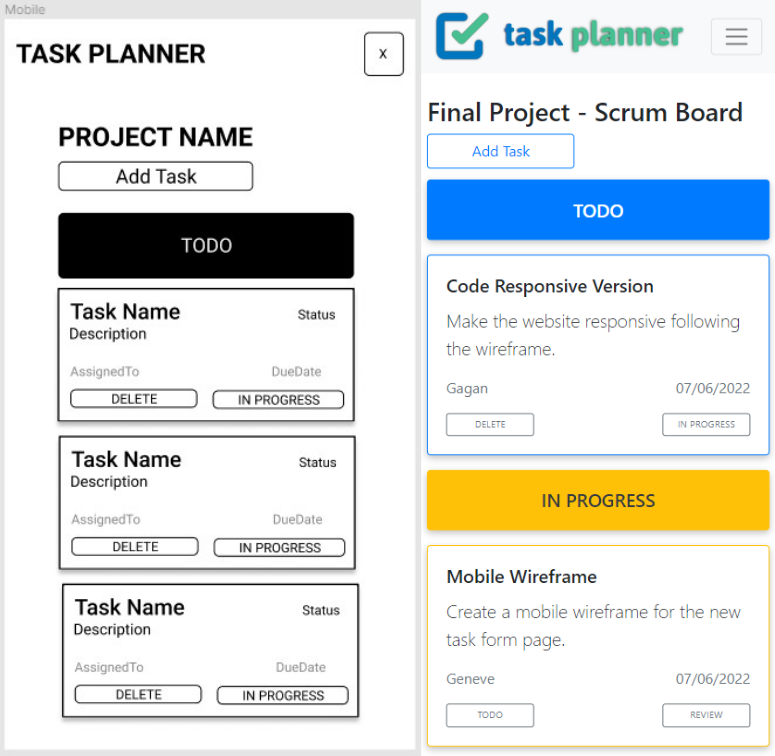 Mobile
TASK PLANNER
X
PROJECT NAME
Add Task
TODO
Task Name
Status
Description
AssignedTo
DueDate
DELETE
IN PROGRESS
Task Name
Status
Description
AssignedTo
DueDate
DELETE
IN PROGRESS
Task Name
Status
Description
AssignedTo
DueDate
DELETE
IN PROGRESS
task planner
Final Project - Scrum Board
Add Task
TODO
Code Responsive Version
Make the website responsive following
the wireframe.
Gagan
07/06/2022
DELETE
IN PROGRESS
IN PROGRESS
Mobile Wireframe
Create a mobile wireframe for the new
task form page.
Geneve
07/06/2022
TODO
REVIEW